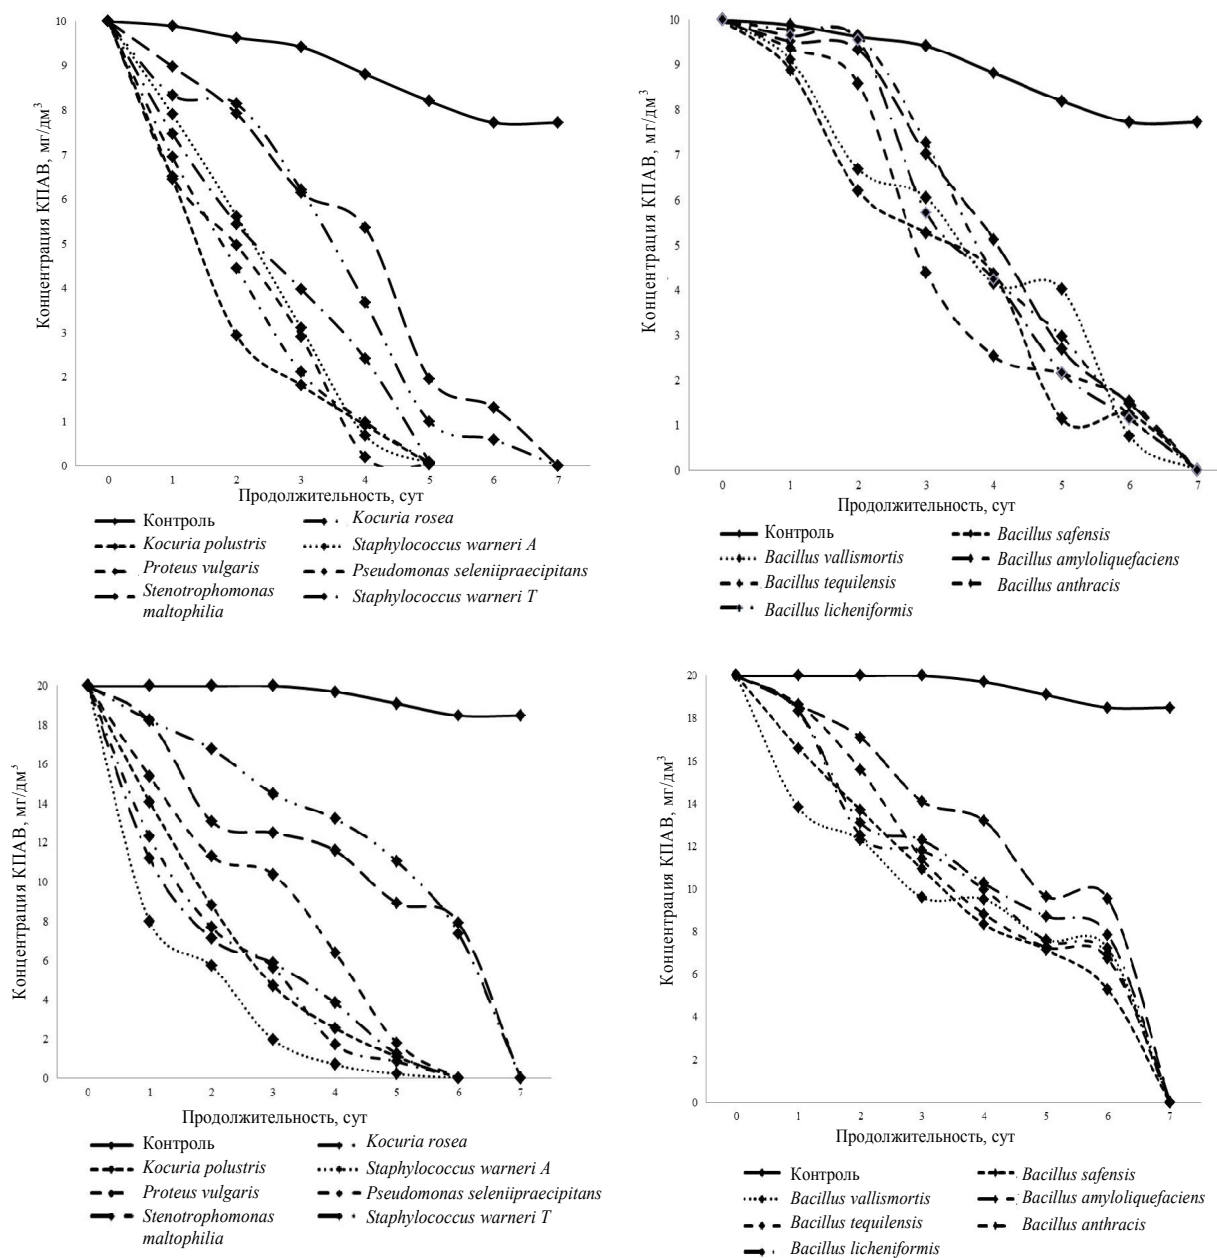 Концентрация КПАВ, мг/дм³
10
9
8
7
6
5
4
3
2
1
0
0 1 2 3 4 5 6 7
Продолжительность, сут
Контроль
Kocuria polustris
Proteus vulgaris
Stenotrophomonas
maltophilia
Kocuria rosea
Staphylococcus warneri A
Pseudomonas seleniipraecipitans
Staphylococcus warneri T
Концентрация КПАВ, мг/дм³
10
9
8
7
6
5
4
3
2
1
0
0 1 2 3 4 5 6 7
Продолжительность, сут
Контроль
Bacillus vallismortis
Bacillus tequilensis
Bacillus licheniformis
Bacillus safensis
Bacillus amyloliquefaciens
Bacillus anthracis
Концентрация КПАВ, мг/дм³
20
18
16
14
12
10
8
6
4
2
0
0 1 2 3 4 5 6 7
Продолжительность, сут
Контроль
Kocuria polustris
Proteus vulgaris
Stenotrophomonas
maltophilia
Kocuria rosea
Staphylococcus warneri A
Pseudomonas seleniipraecipitans
Staphylococcus warneri T
Концентрация КПАВ, мг/дм³
20
18
16
14
12
10
8
6
4
2
0
0 1 2 3 4 5 6 7
Продолжительность, сут
Контроль
Bacillus vallismortis
Bacillus tequilensis
Bacillus licheniformis
Bacillus safensis
Bacillus amyloliquefaciens
Bacillus anthracis